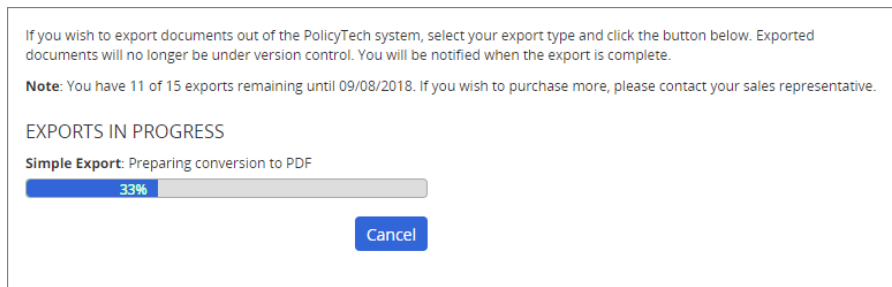 If you wish to export documents out of the PolicyTech system, select your export type and click the button below. Exported
documents will no longer be under version control. You will be notified when the export is complete.
Note: You have 11 of 15 exports remaining until 09/08/2018. If you wish to purchase more, please contact your sales representative.
EXPORTS IN PROGRESS
Simple Export: Preparing conversion to PDF
33%
Cancel